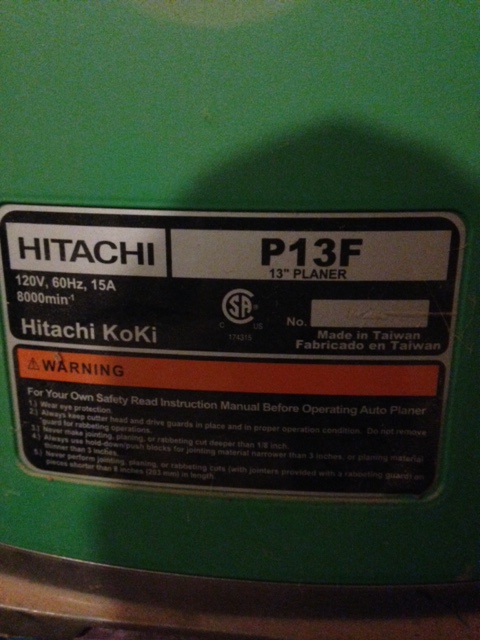 HITACHI
P13F
13" PLANER
120V, 60Hz, 15A
8000min⁻¹
Hitachi KoKi
SA
C US
174315
No.
Made in Taiwan
Fabricado en Taiwan
WARNING
For Your Own Safety Read Instruction Manual Before Operating Auto Planer
1.) Wear eye protection.
2.) Always keep cutter head and drive guards in place and in proper operation condition. Do not remove
guard for rabbeting operations.
3.) Never make jointing, planing, or rabbeting cut deeper than 1/8 inch.
4.) Always use hold-down/push blocks for jointing material narrower than 3 inches, or planing material
thinner than 3 inches.
5.) Never perform jointing, planing, or rabbeting cuts (with jointers provided with a rabbeting guard) on
pieces shorter than 8 inches (203 mm) in length